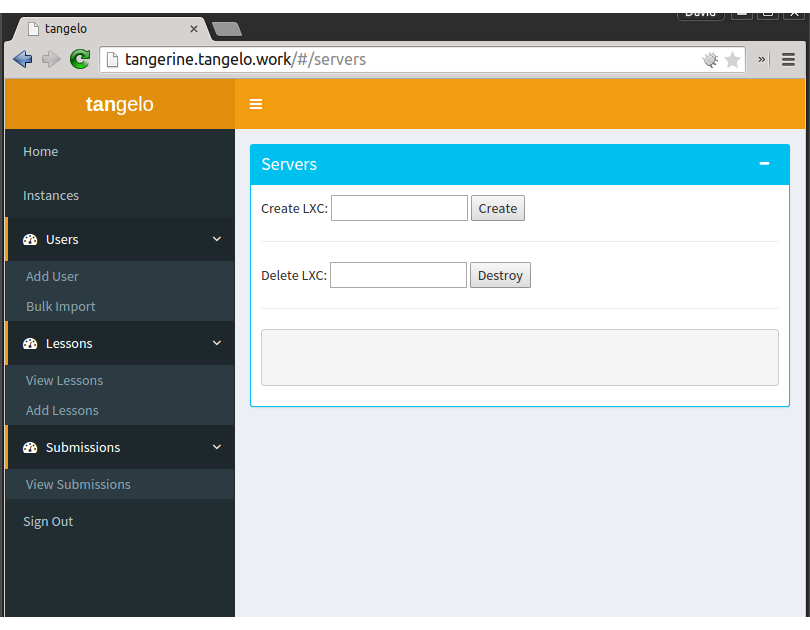 David
tangelo
tangerine.tangelo.work/#/servers
»
tangelo
Home
Instances
Users
Add User
Bulk Import
Lessons
View Lessons
Add Lessons
Submissions
View Submissions
Sign Out
Servers
Create LXC: Create
Delete LXC: Destroy